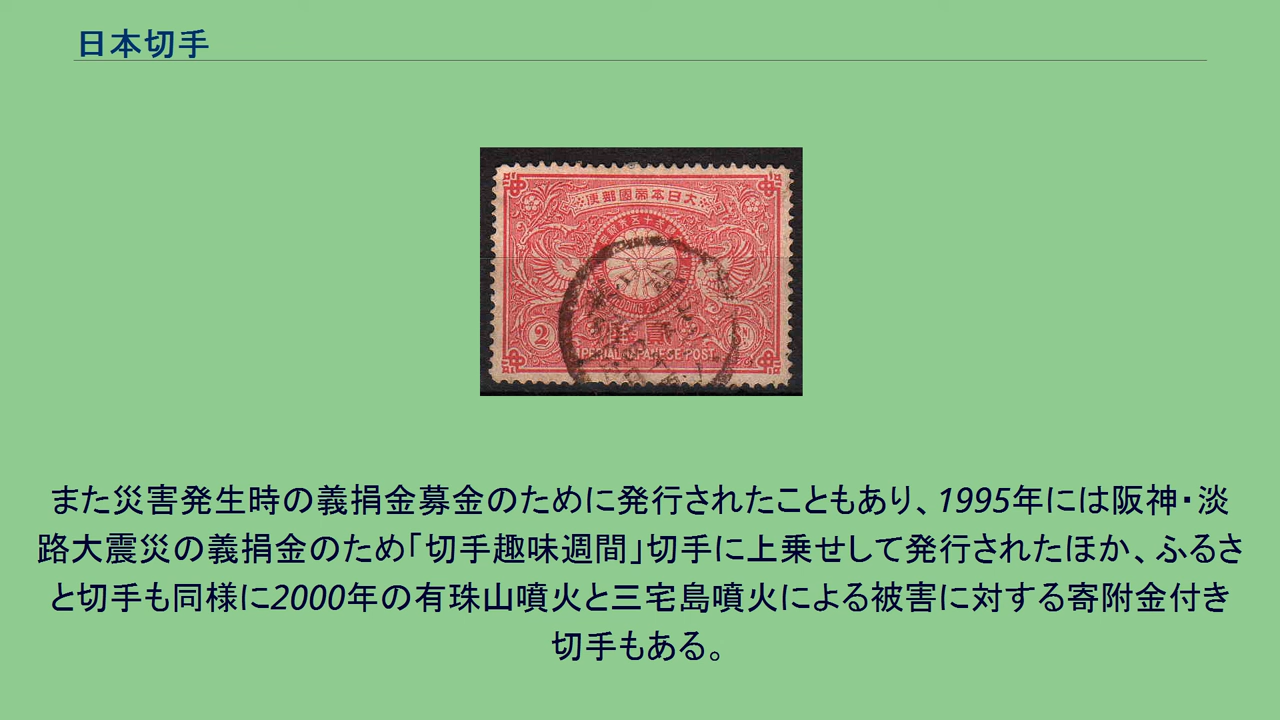 日本切手
大日本帝國郵便
2
貳
IMPERIAL JAPANESE POST
また災害発生時の義捐金募金のために発行されたこともあり、1995年には阪神・淡
路大震災の義捐金のため「切手趣味週間」切手に上乗せして発行されたほか、ふるさ
と切手も同様に2000年の有珠山噴火と三宅島噴火による被害に対する寄附金付き
切手もある。